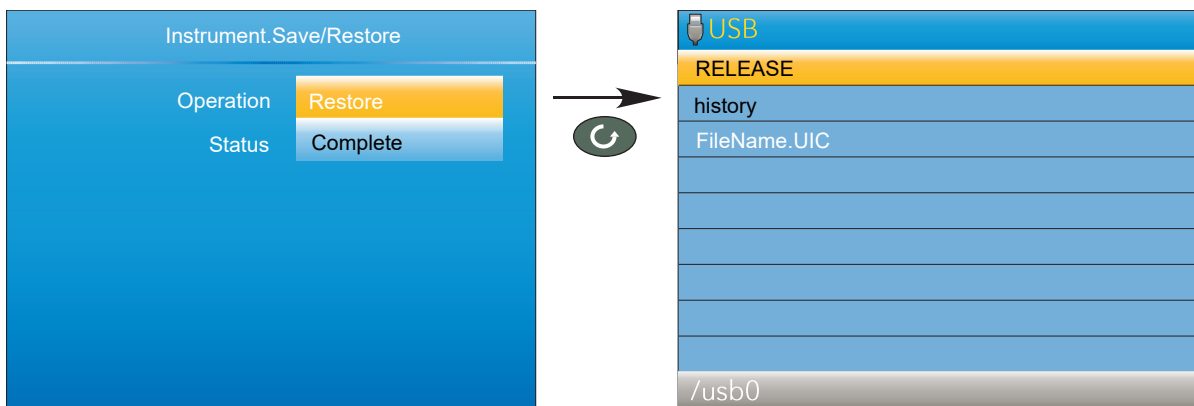 Instrument.Save/Restore
Operation Restore
Status Complete
USB
RELEASE
history
FileName.UIC
/usb0